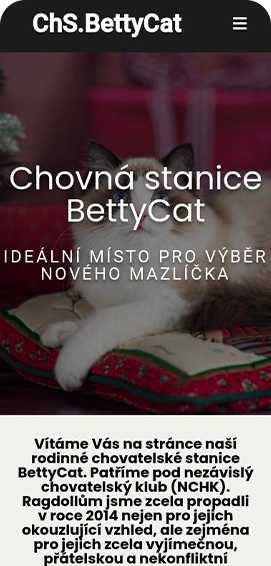 ChS.BettyCat
Chovná stanice
BettyCat
IDEÁLNÍ MÍSTO PRO VÝBĚR
NOVÉHO MAZLÍČKA
Vítáme Vás na stránce naší
rodinné chovatelské stanice
BettyCat. Patříme pod nezávislý
chovatelský klub (NCHK).
Ragdollům jsme zcela propadli
v roce 2014 nejen pro jejich
okouzlující vzhled, ale zejména
pro jejich zcela vyjímečnou,
přátelskou a nekonfliktní